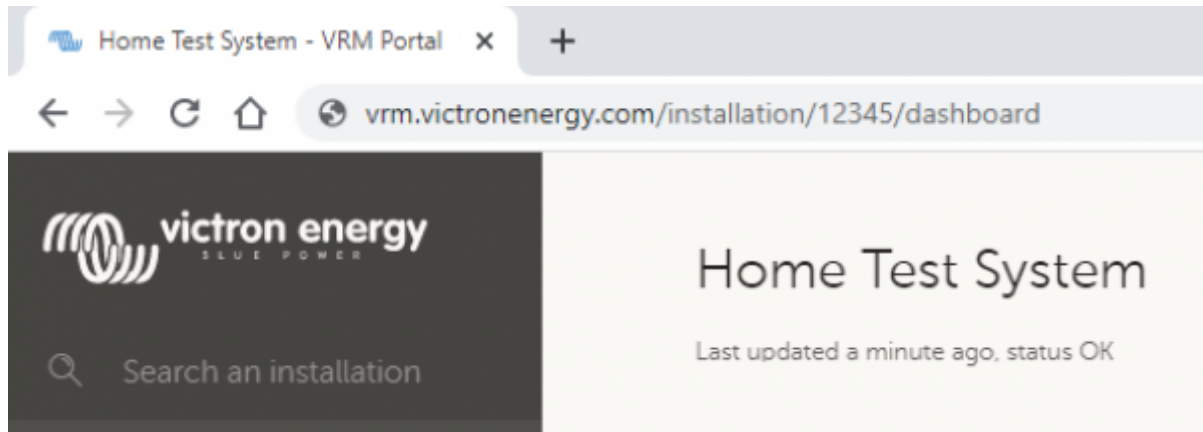 Home Test System - VRM Portal
vrm.victronenergy.com/installation/12345/dashboard
victron energy
BLUE POWER
Home Test System
Last updated a minute ago, status OK
Search an installation